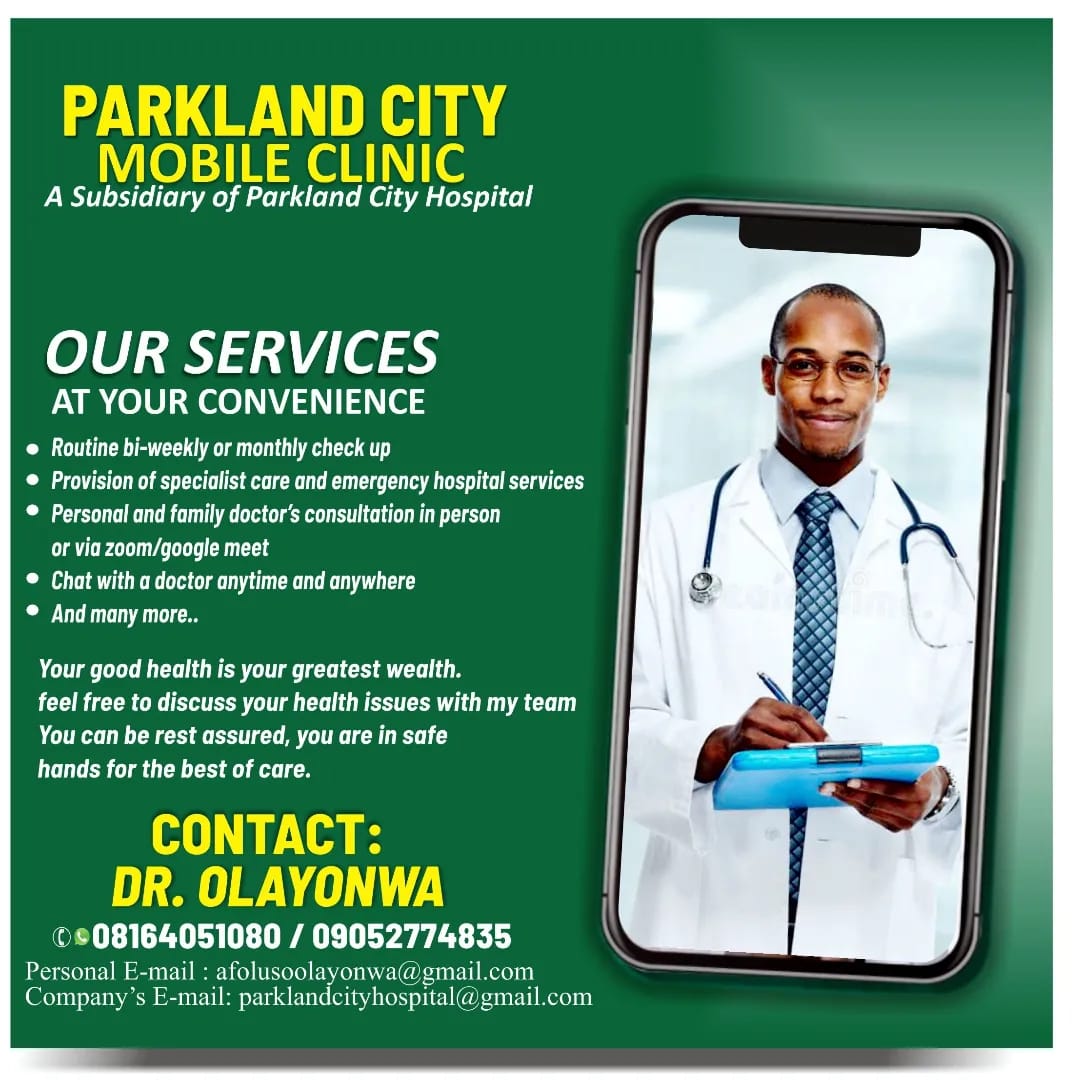 PARKLAND CITY
MOBILE CLINIC
A Subsidiary of Parkland City Hospital
OUR SERVICES
AT YOUR CONVENIENCE
• Routine bi-weekly or monthly check up
• Provision of specialist care and emergency hospital services
• Personal and family doctor's consultation in person
or via zoom/google meet
• Chat with a doctor anytime and anywhere
• And many more..
Your good health is your greatest wealth.
feel free to discuss your health issues with my team
You can be rest assured, you are in safe
hands for the best of care.
CONTACT:
DR. OLAYONWA
08164051080 / 09052774835
Personal E-mail : afolusoolayonwa@gmail.com
Company's E-mail: parklandcityhospital@gmail.com